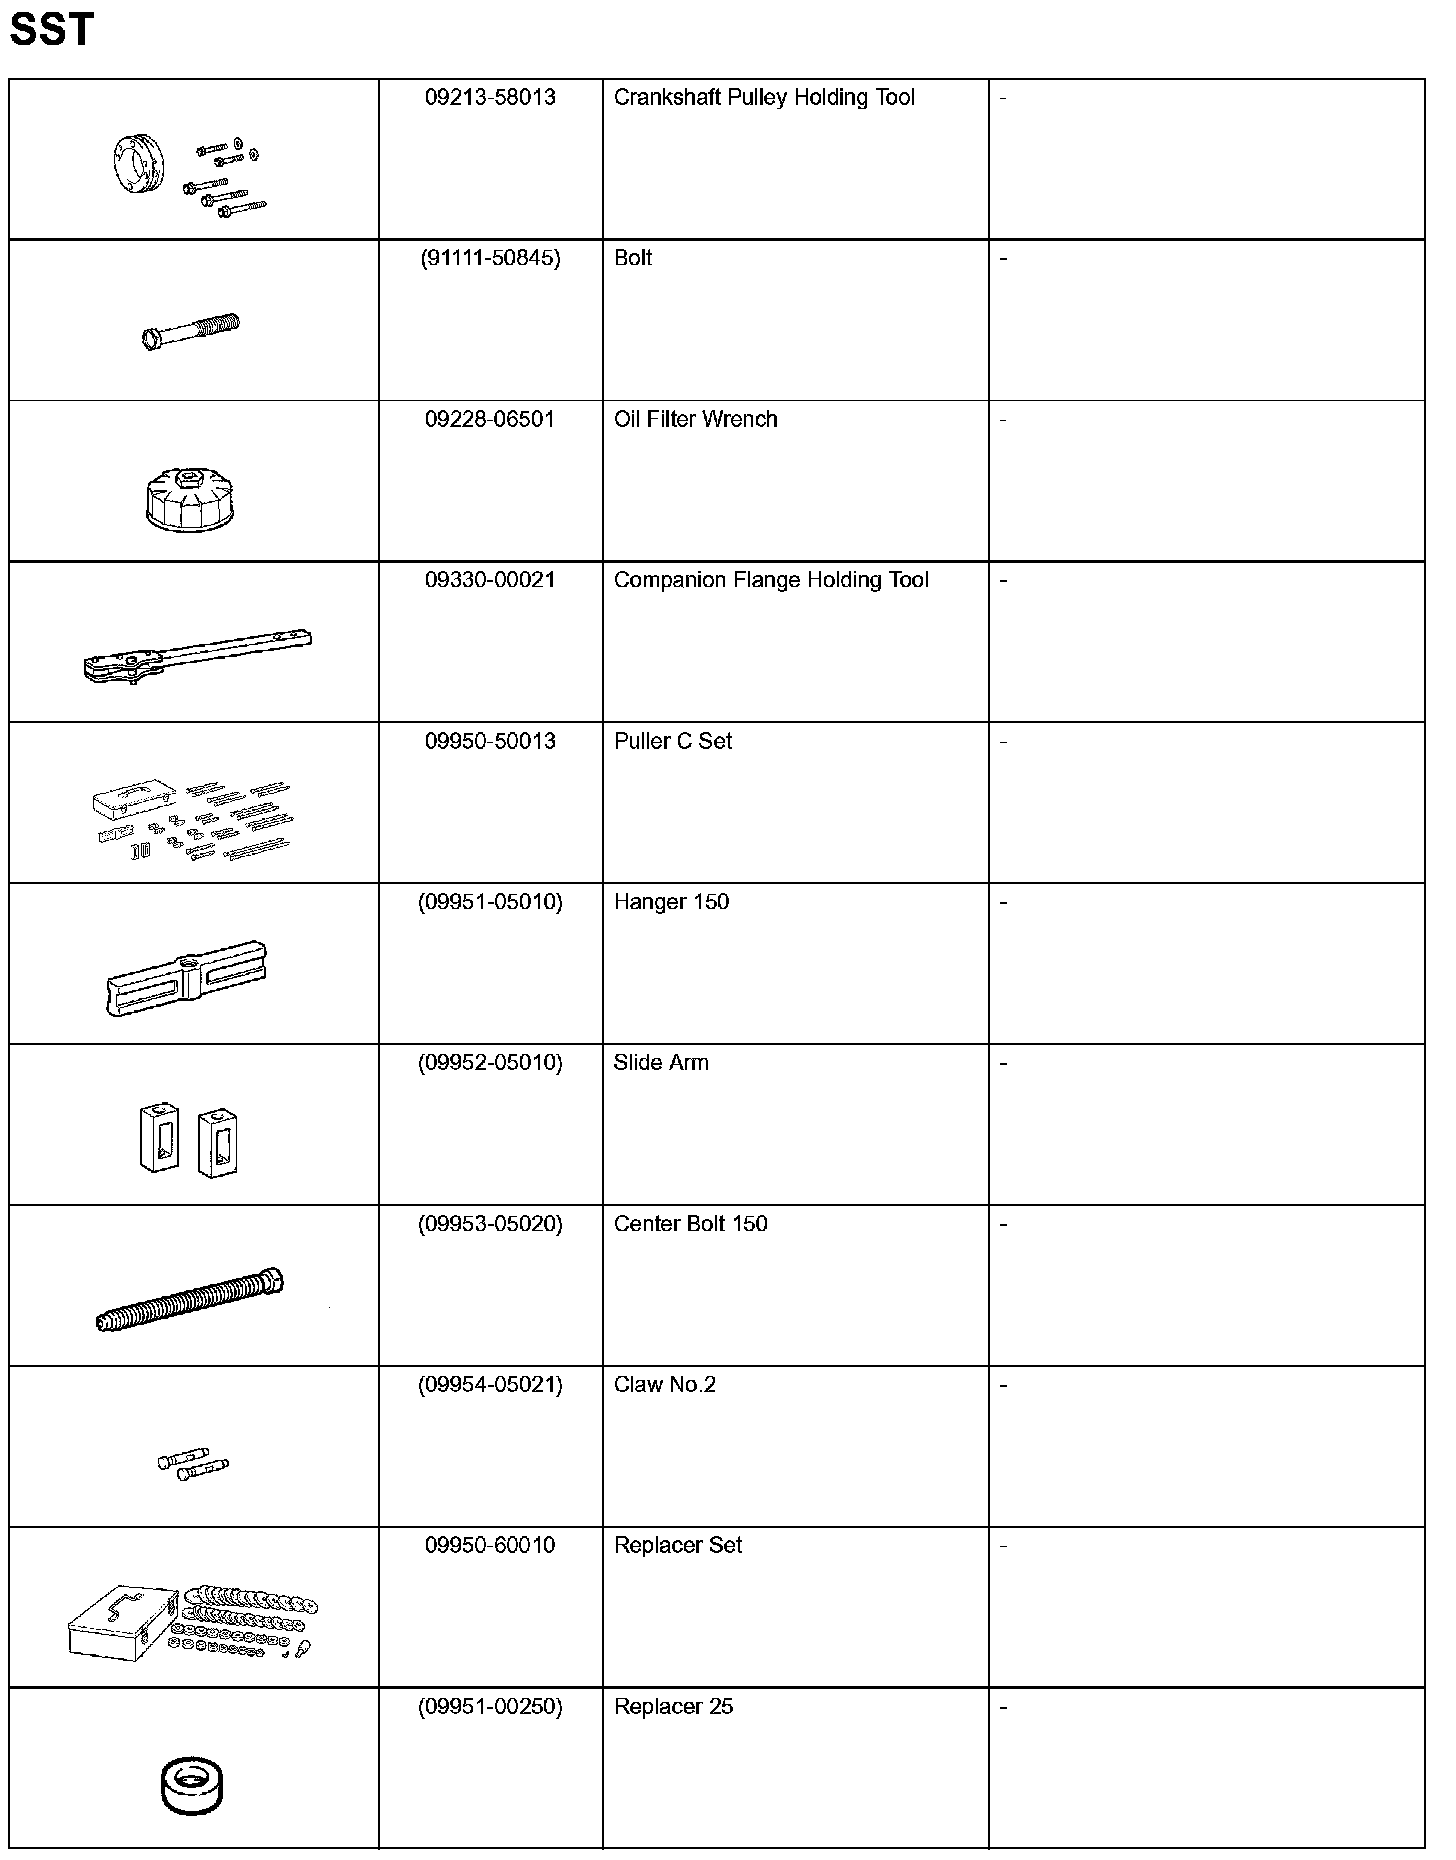 SST
09213-58013 Crankshaft Pulley Holding Tool -
(91111-50845) Bolt -
09228-06501 Oil Filter Wrench -
09330-00021 Companion Flange Holding Tool -
09950-50013 Puller C Set -
(09951-05010) Hanger 150 -
(09952-05010) Slide Arm -
(09953-05020) Center Bolt 150 -
(09954-05021) Claw No.2 -
09950-60010 Replacer Set -
(09951-00250) Replacer 25 -